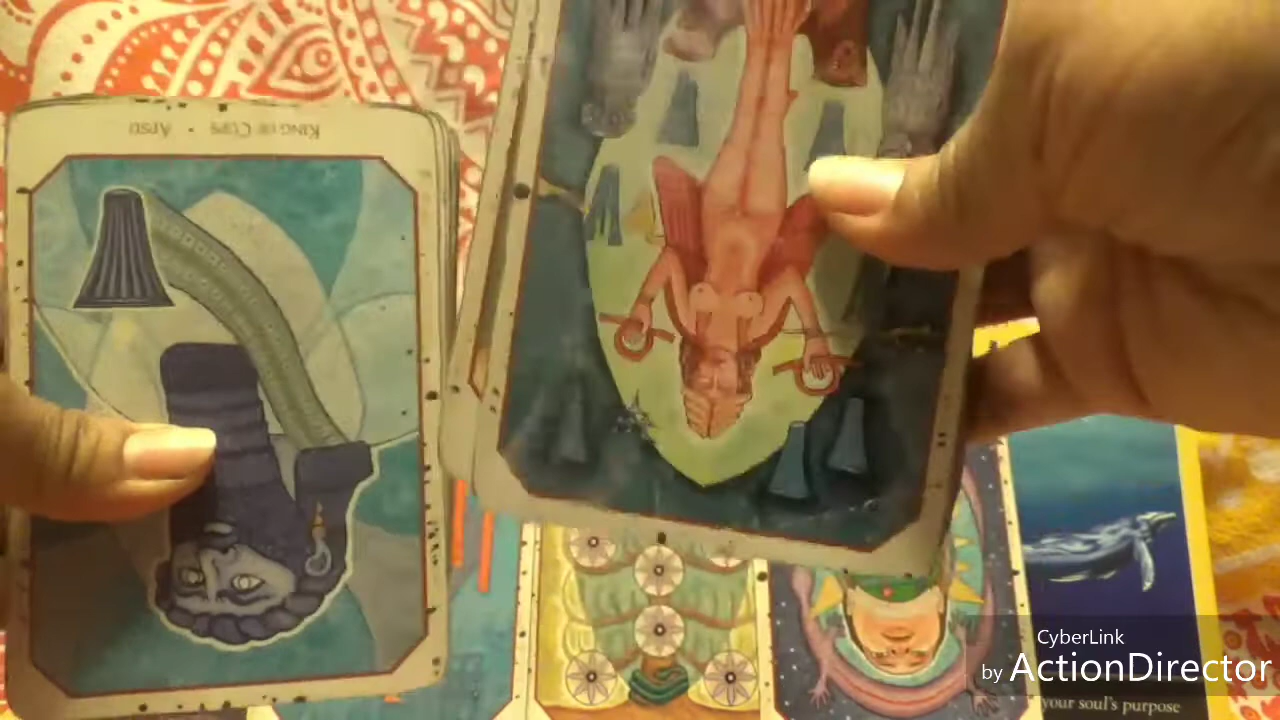 KING OF CUPS • APSU
CyberLink
by ActionDirector
your soul's purpose